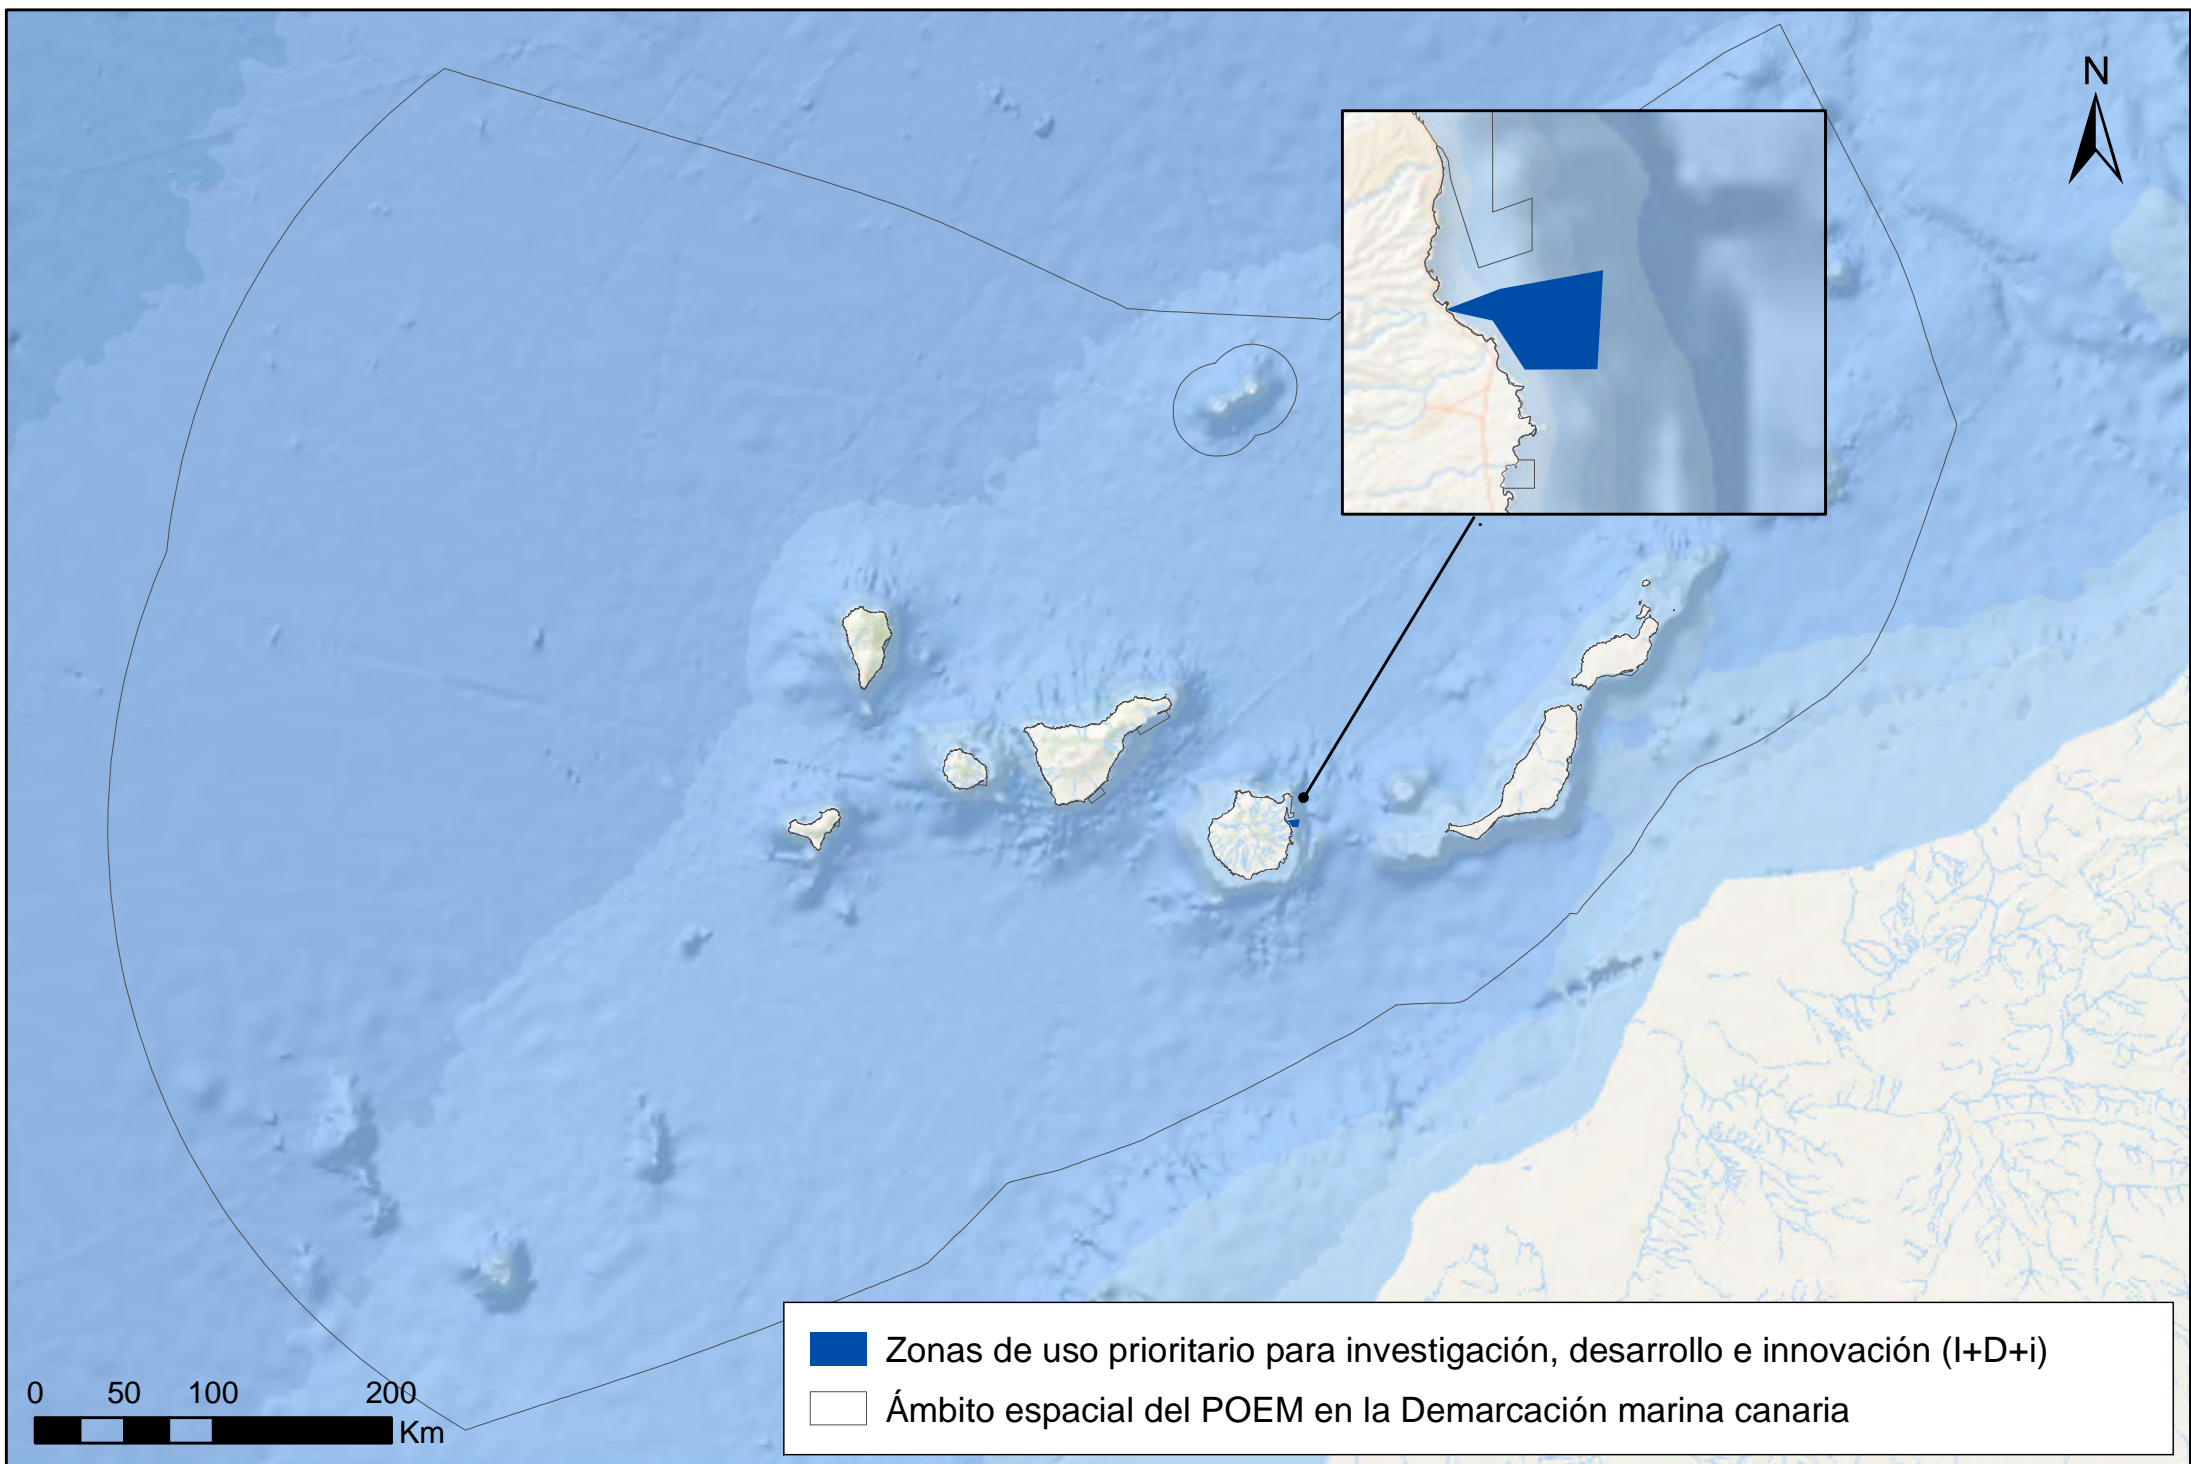 N
Zonas de uso prioritario para investigación, desarrollo e innovación (I+D+i)
Ámbito espacial del POEM en la Demarcación marina canaria
0 50 100 200
Km